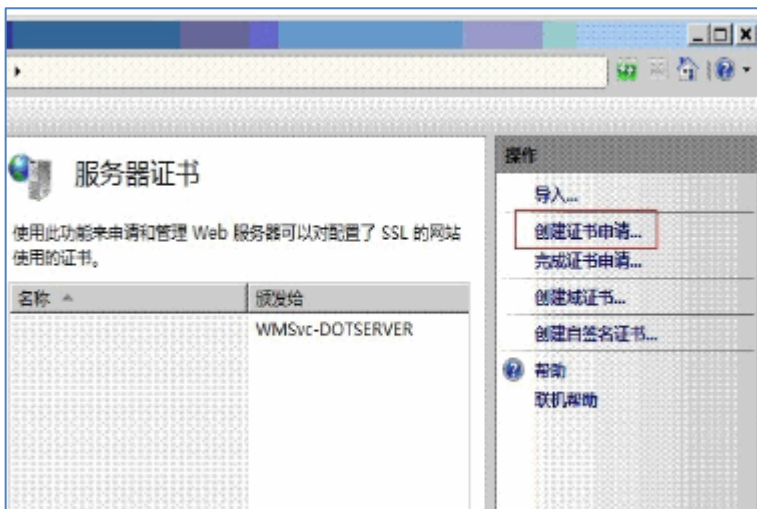 服务器证书
使用此功能来申请和管理 Web 服务器可以对配置了 SSL 的网站
使用的证书。
名称
颁发给
WMSvc-DOTSERVER
操作
导入...
创建证书申请...
完成证书申请...
创建域证书...
创建自签名证书...
帮助
联机帮助